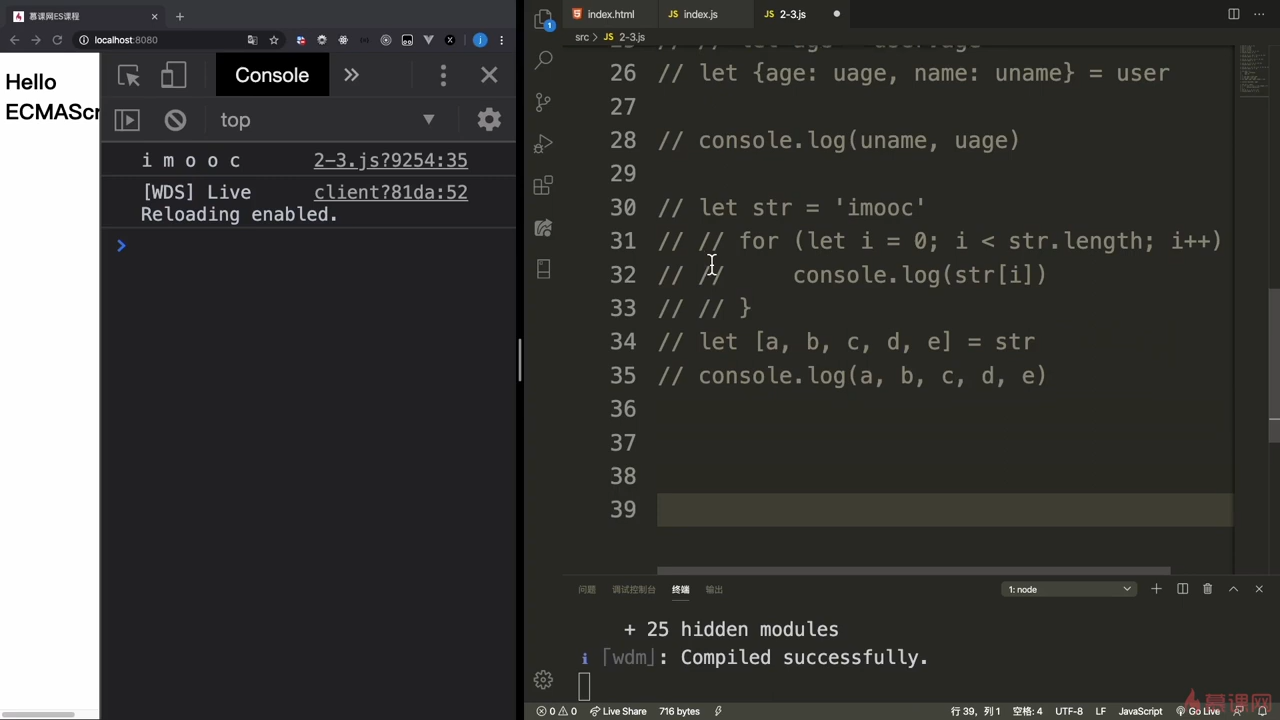 慕课网ES课程
localhost:8080
Hello
ECMAScr
Console
top
i m o o c 2-3.js?9254:35
[WDS] Live client?81da:52
Reloading enabled.
index.html
index.js
2-3.js
src > JS 2-3.js
26 // let {age: uage, name: uname} = user
27
28 // console.log(uname, uage)
29
30 // let str = 'imooc'
31 // // for (let i = 0; i < str.length; i++)
32 // // console.log(str[i])
33 // // }
34 // let [a, b, c, d, e] = str
35 // console.log(a, b, c, d, e)
36
37
38
39
问题 调试控制台 终端 输出 1: node
+ 25 hidden modules
i ｢wdm｣: Compiled successfully.
0 0 Live Share 716 bytes 行 39, 列 1 空格: 4 UTF-8 LF JavaScript Go Live
慕课网